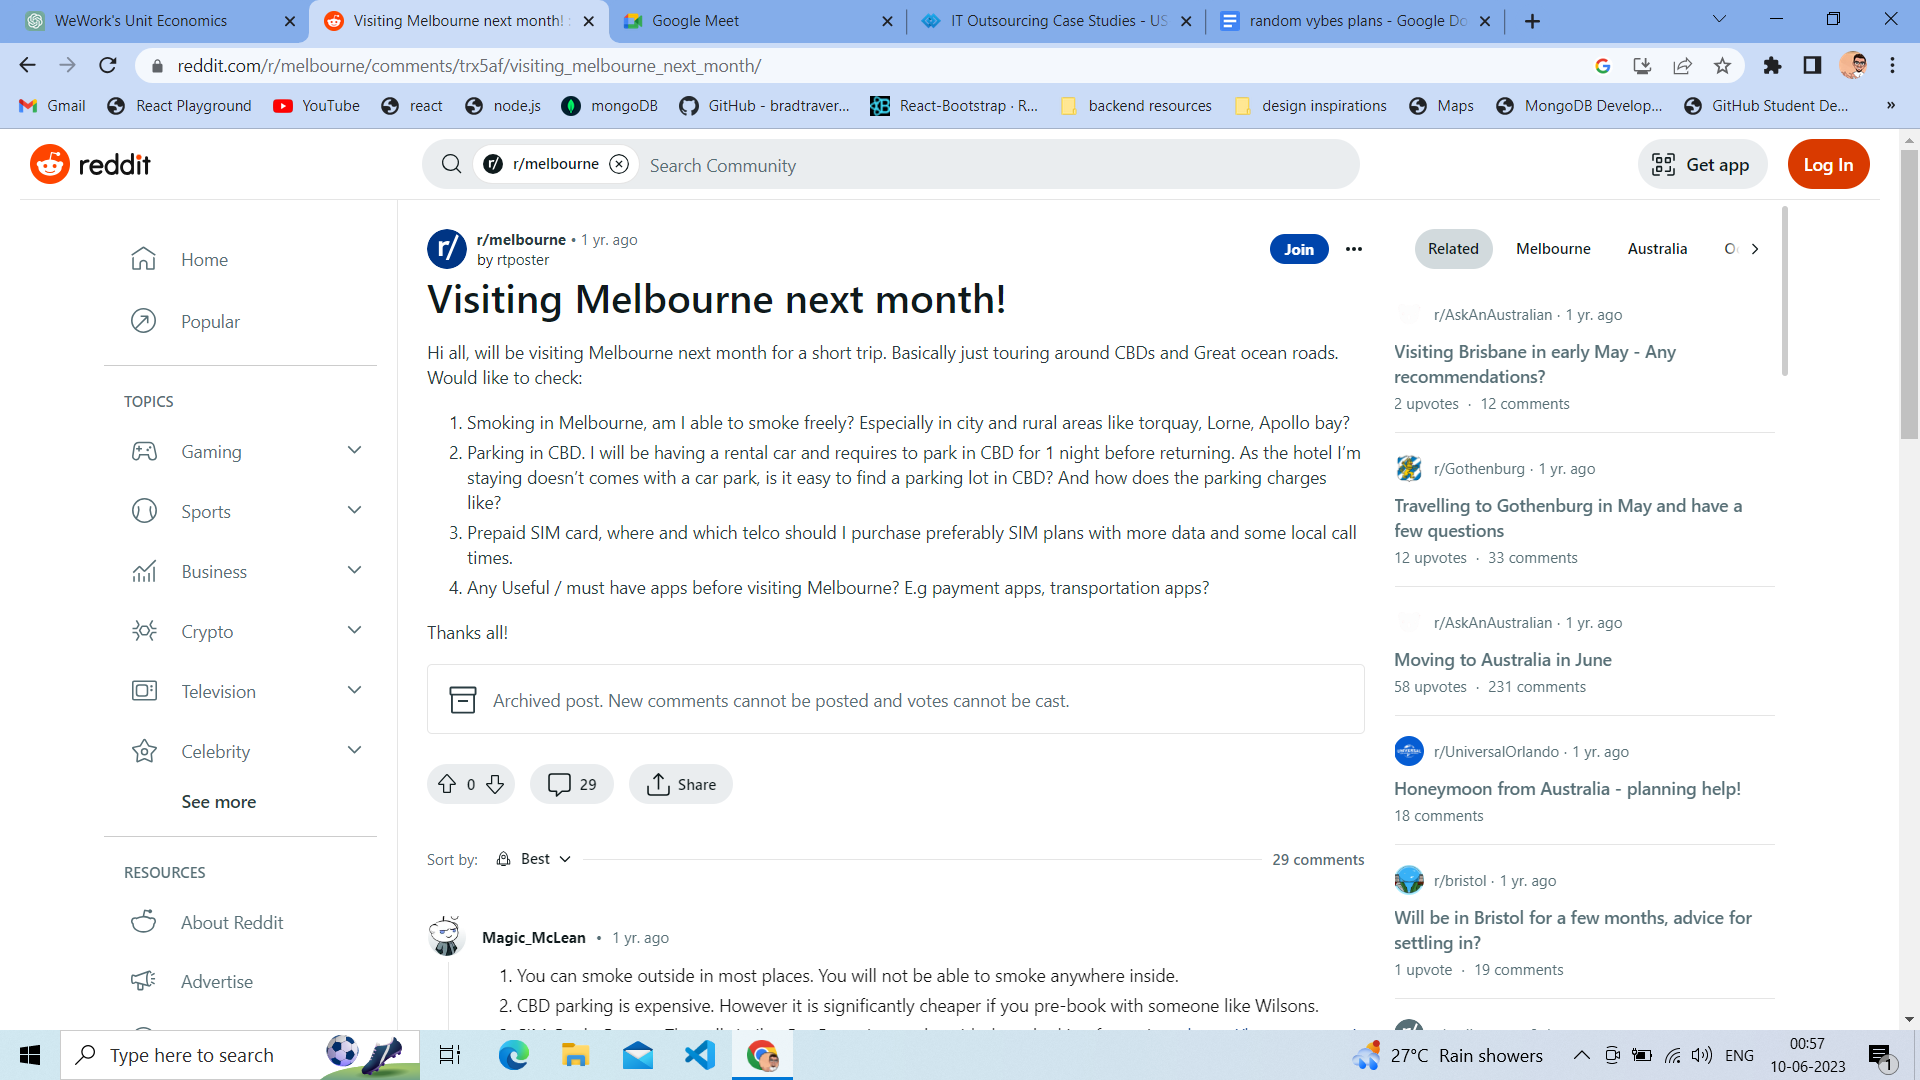 WeWork's Unit Economics
Visiting Melbourne next month! :
Google Meet
IT Outsourcing Case Studies - US
random vybes plans - Google Do
reddit.com/r/melbourne/comments/trx5af/visiting_melbourne_next_month/
Gmail
React Playground
YouTube
react
node.js
mongoDB
GitHub - bradtraver...
React-Bootstrap · R...
backend resources
design inspirations
Maps
MongoDB Develop...
GitHub Student De...
»
reddit
r/melbourne
Search Community
Get app
Log In
Home
Popular
TOPICS
Gaming
Sports
Business
Crypto
Television
Celebrity
See more
RESOURCES
About Reddit
Advertise
r/melbourne • 1 yr. ago
by rtposter
Join
Visiting Melbourne next month!
Hi all, will be visiting Melbourne next month for a short trip. Basically just touring around CBDs and Great ocean roads.
Would like to check:
1. Smoking in Melbourne, am I able to smoke freely? Especially in city and rural areas like torquay, Lorne, Apollo bay?
2. Parking in CBD. I will be having a rental car and requires to park in CBD for 1 night before returning. As the hotel I’m
staying doesn’t comes with a car park, is it easy to find a parking lot in CBD? And how does the parking charges
like?
3. Prepaid SIM card, where and which telco should I purchase preferably SIM plans with more data and some local call
times.
4. Any Useful / must have apps before visiting Melbourne? E.g payment apps, transportation apps?
Thanks all!
Archived post. New comments cannot be posted and votes cannot be cast.
0
29
Share
Sort by:
Best
29 comments
Magic_McLean • 1 yr. ago
1. You can smoke outside in most places. You will not be able to smoke anywhere inside.
2. CBD parking is expensive. However it is significantly cheaper if you pre-book with someone like Wilsons.
Related
Melbourne
Australia
r/AskAnAustralian · 1 yr. ago
Visiting Brisbane in early May - Any
recommendations?
2 upvotes · 12 comments
r/Gothenburg · 1 yr. ago
Travelling to Gothenburg in May and have a
few questions
12 upvotes · 33 comments
r/AskAnAustralian · 1 yr. ago
Moving to Australia in June
58 upvotes · 231 comments
UNIVERSAL
r/UniversalOrlando · 1 yr. ago
Honeymoon from Australia - planning help!
18 comments
r/bristol · 1 yr. ago
Will be in Bristol for a few months, advice for
settling in?
1 upvote · 19 comments
Type here to search
27°C Rain showers
ENG
00:57
10-06-2023
1